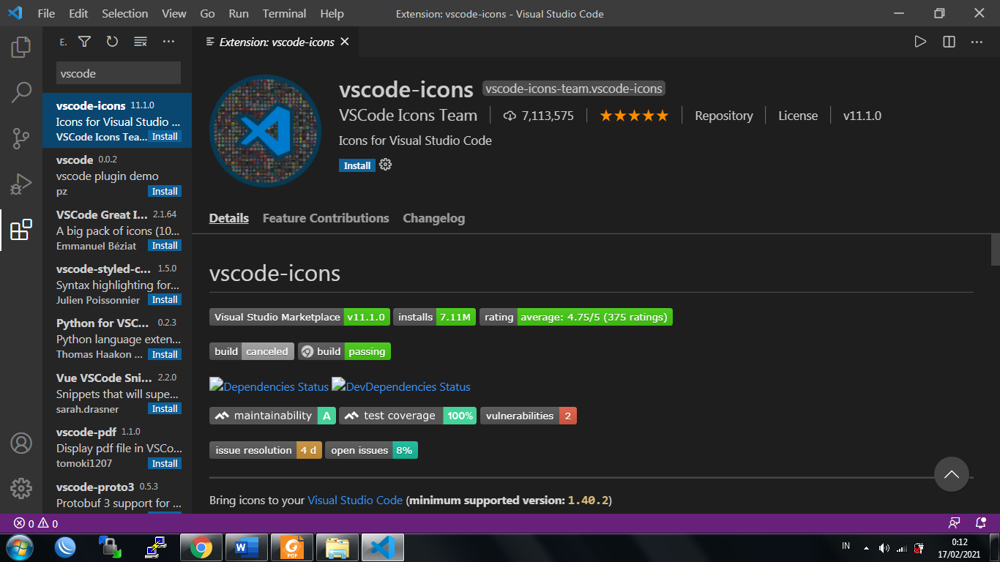 File Edit Selection View Go Run Terminal Help
Extension: vscode-icons - Visual Studio Code
E.
vscode
vscode-icons 11.1.0
Icons for Visual Studio ...
VSCode Icons Tea... Install
vscode 0.0.2
vscode plugin demo
pz Install
VSCode Great I... 2.1.64
A big pack of icons (10...
Emmanuel Béziat Install
vscode-styled-c... 1.5.0
Syntax highlighting for...
Julien Poissonnier Install
Python for VSC... 0.2.3
Python language exten...
Thomas Haakon ... Install
Vue VSCode Sni... 2.2.0
Snippets that will supe...
sarah.drasner Install
vscode-pdf 1.1.0
Display pdf file in VSCo...
tomoki1207 Install
vscode-proto3 0.5.3
Protobuf 3 support for ...
Extension: vscode-icons
vscode-icons vscode-icons-team.vscode-icons
VSCode Icons Team 7,113,575 Repository License v11.1.0
Icons for Visual Studio Code
Install
Details Feature Contributions Changelog
vscode-icons
Visual Studio Marketplace v11.1.0 installs 7.11M rating average: 4.75/5 (375 ratings)
build canceled build passing
Dependencies Status DevDependencies Status
maintainability A test coverage 100% vulnerabilities 2
issue resolution 4 d open issues 8%
Bring icons to your Visual Studio Code (minimum supported version: 1.40.2)
0 0
W PDF
IN 0:12
17/02/2021